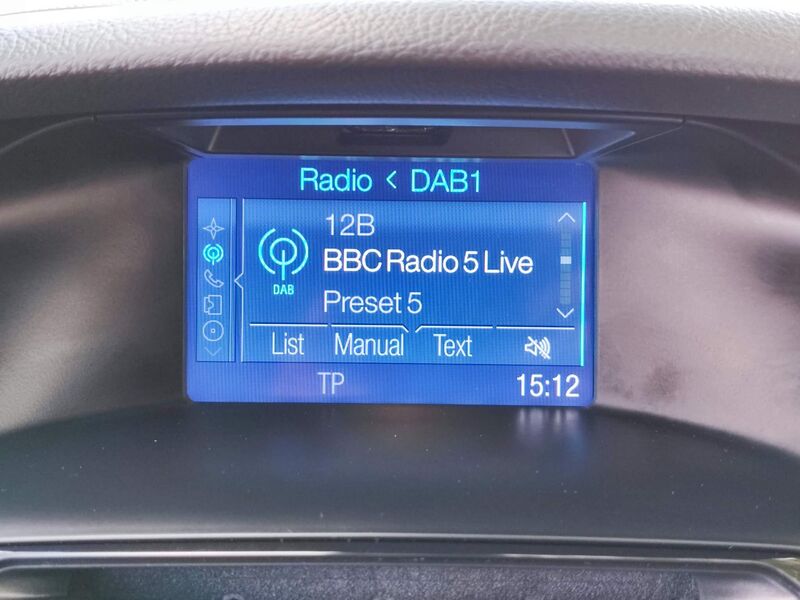 Radio < DAB1
12B
BBC Radio 5 Live
DAB
Preset 5
List Manual Text
TP 15:12